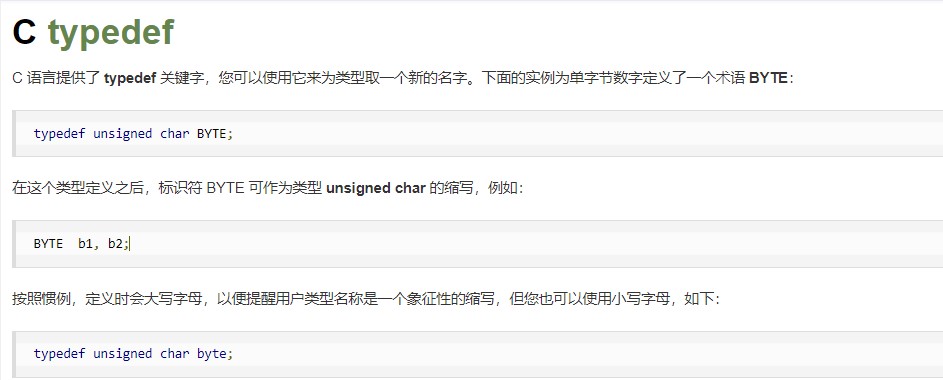 C typedef
C 语言提供了 typedef 关键字，您可以使用它来为类型取一个新的名字。下面的实例为单字节数字定义了一个术语 BYTE：
typedef unsigned char BYTE;
在这个类型定义之后，标识符 BYTE 可作为类型 unsigned char 的缩写，例如：
BYTE  b1, b2;
按照惯例，定义时会大写字母，以便提醒用户类型名称是一个象征性的缩写，但您也可以使用小写字母，如下：
typedef unsigned char byte;